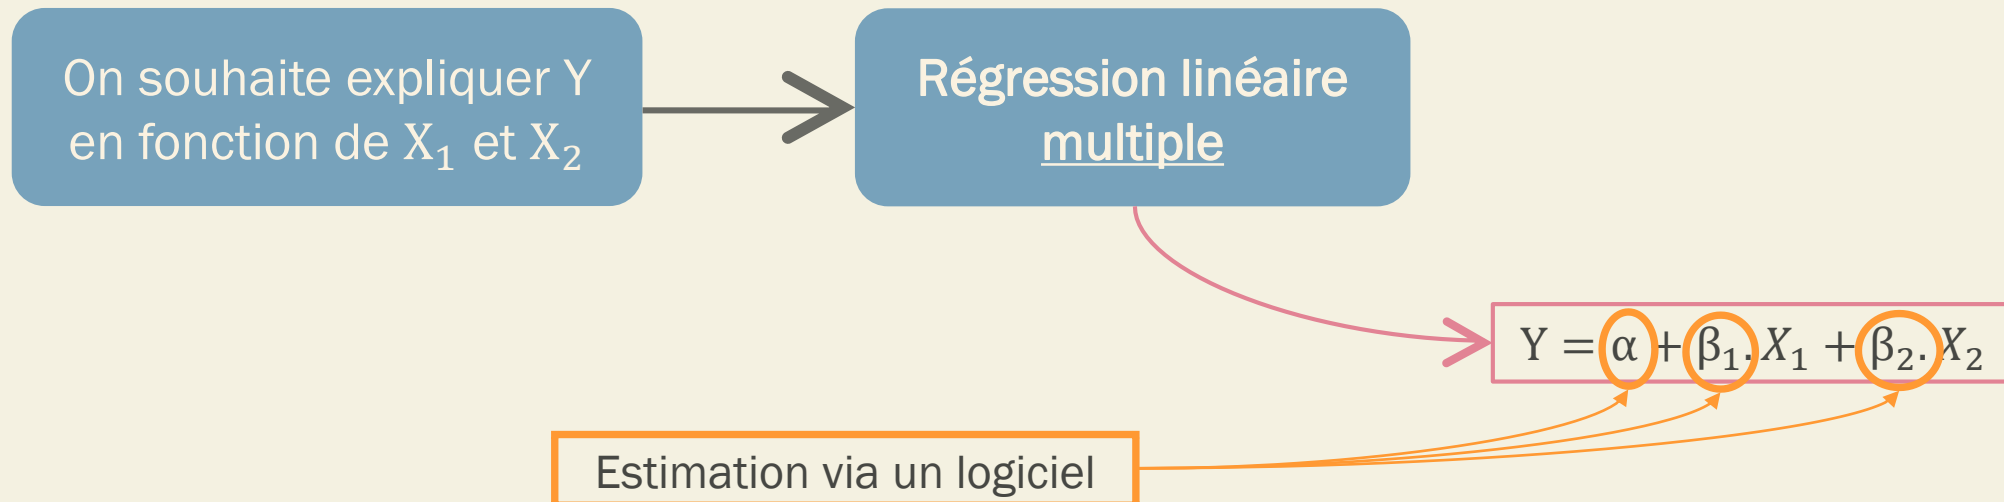 On souhaite expliquer Y
en fonction de X₁ et X₂
Régression linéaire
multiple
Y = α + β₁. X₁ + β₂. X₂
Estimation via un logiciel